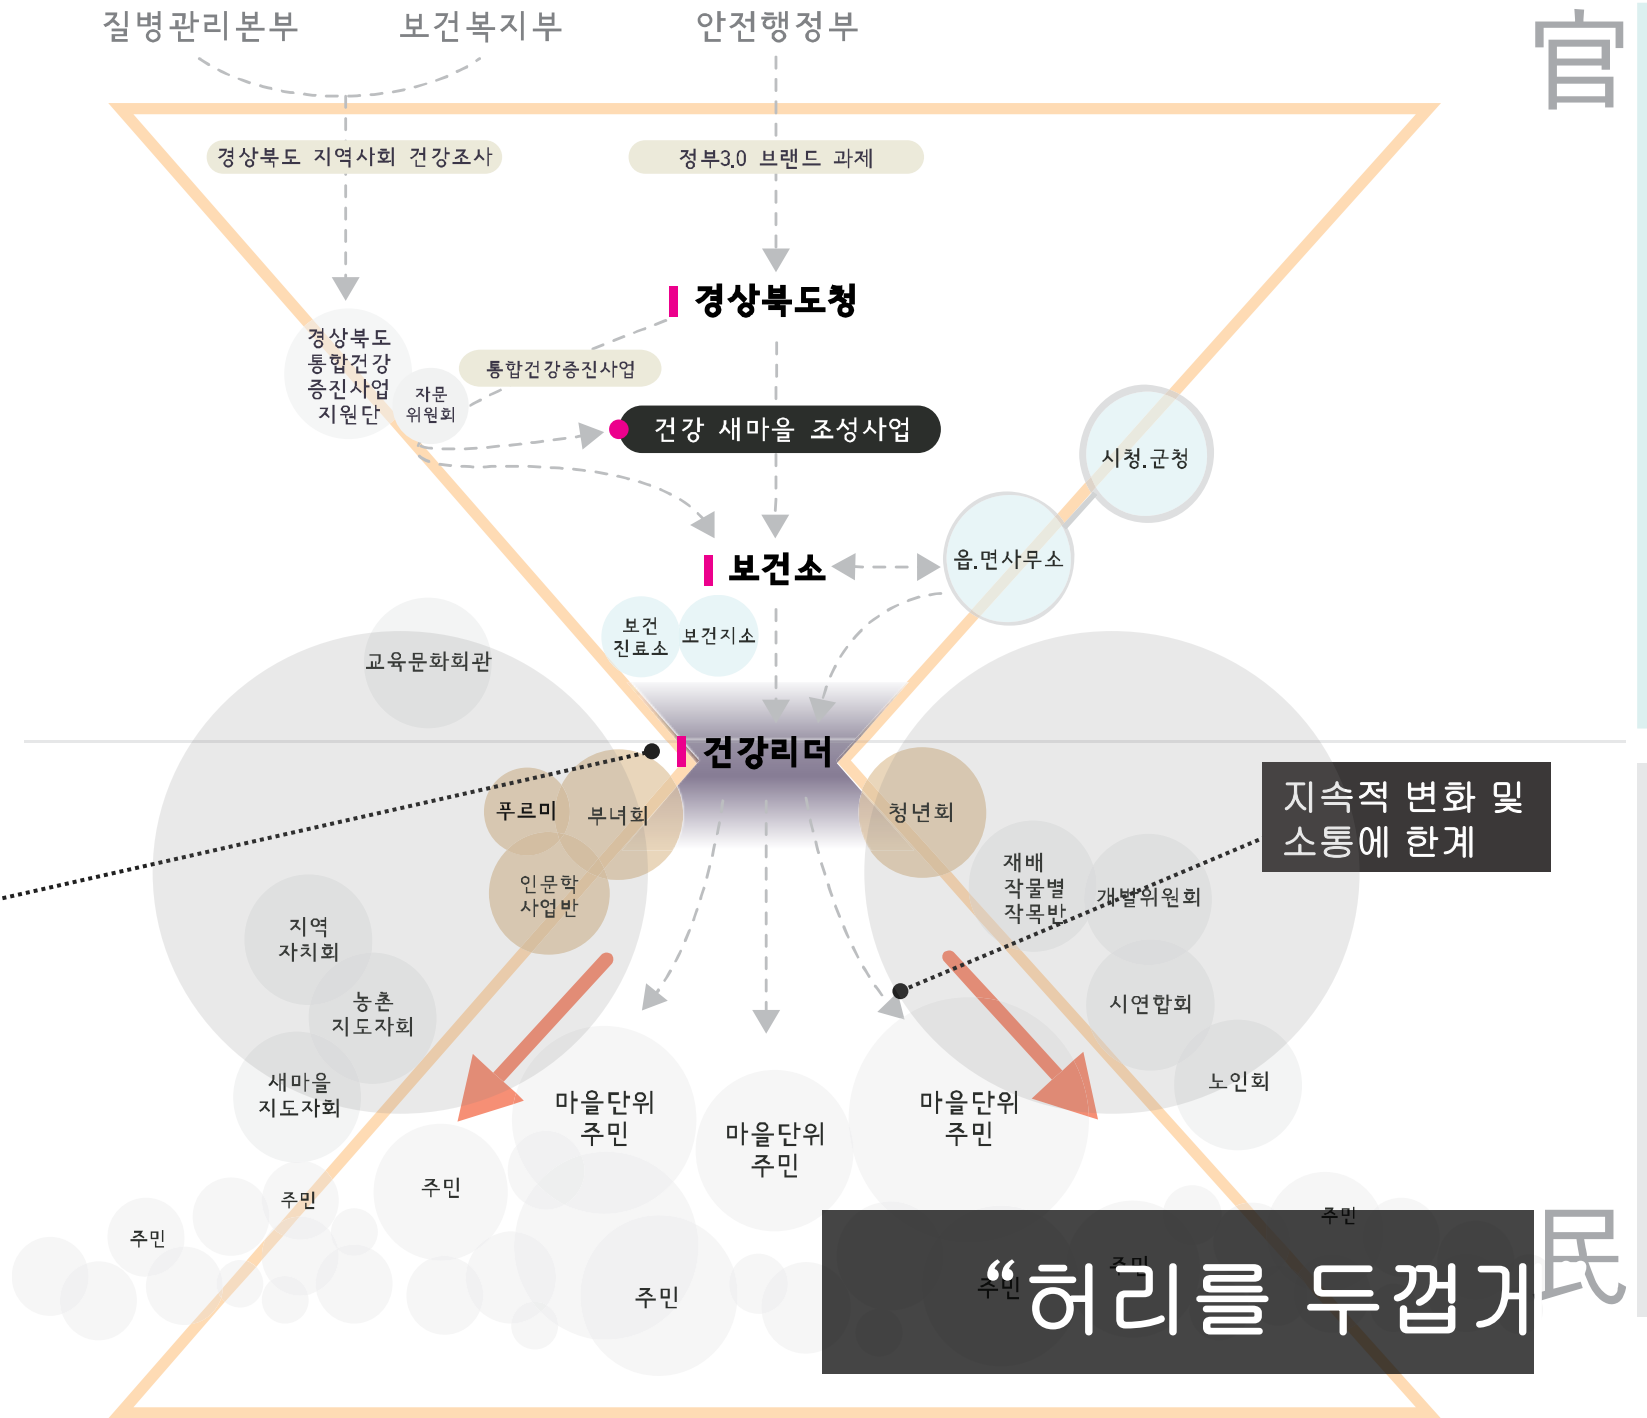 질병관리본부
보건복지부
안전행정부
官
경상북도 지역사회 건강조사
정부3.0 브랜드 과제
경상북도청
경상북도
통합건강
증진사업
지원단
자문
위원회
통합건강증진사업
건강 새마을 조성사업
시청.군청
읍.면사무소
보건소
보건
진료소
보건지소
교육문화회관
건강리더
지속적 변화 및
소통에 한계
푸르미
부녀회
청년회
인문학
사업반
재배
작물별
작목반
개발위원회
지역
자치회
시연합회
농촌
지도자회
새마을
지도자회
노인회
마을단위
주민
마을단위
주민
마을단위
주민
주민
주민
주민
주민
주민
주민
주민
民
“허리를 두껍게